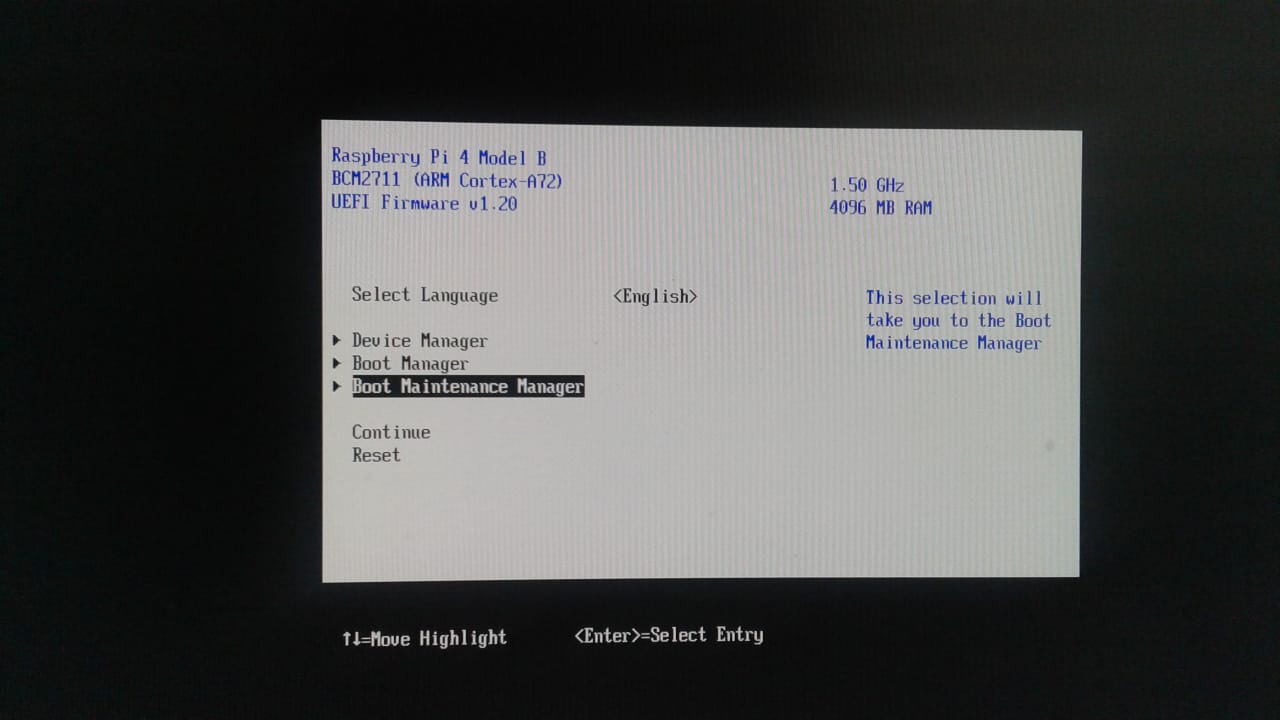 Raspberry Pi 4 Model B
BCM2711 (ARM Cortex-A72) 1.50 GHz
UEFI Firmware v1.20 4096 MB RAM
Select Language <English> This selection will
take you to the Boot
▶ Device Manager Maintenance Manager
▶ Boot Manager
▶ Boot Maintenance Manager
Continue
Reset
↑↓=Move Highlight <Enter>=Select Entry